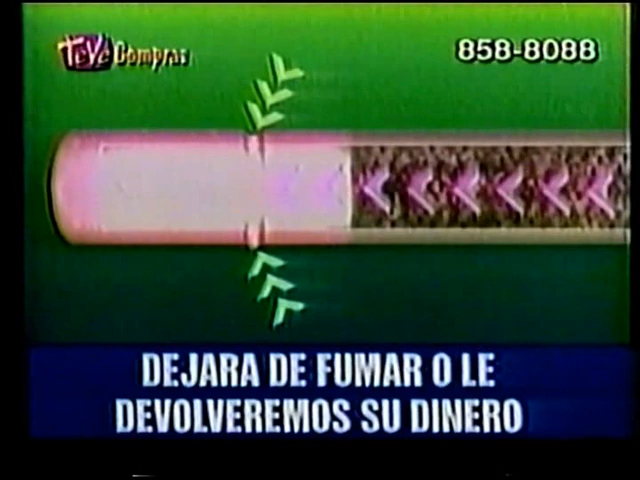 TeVe Compras
858-8088
DEJARA DE FUMAR O LE
DEVOLVEREMOS SU DINERO